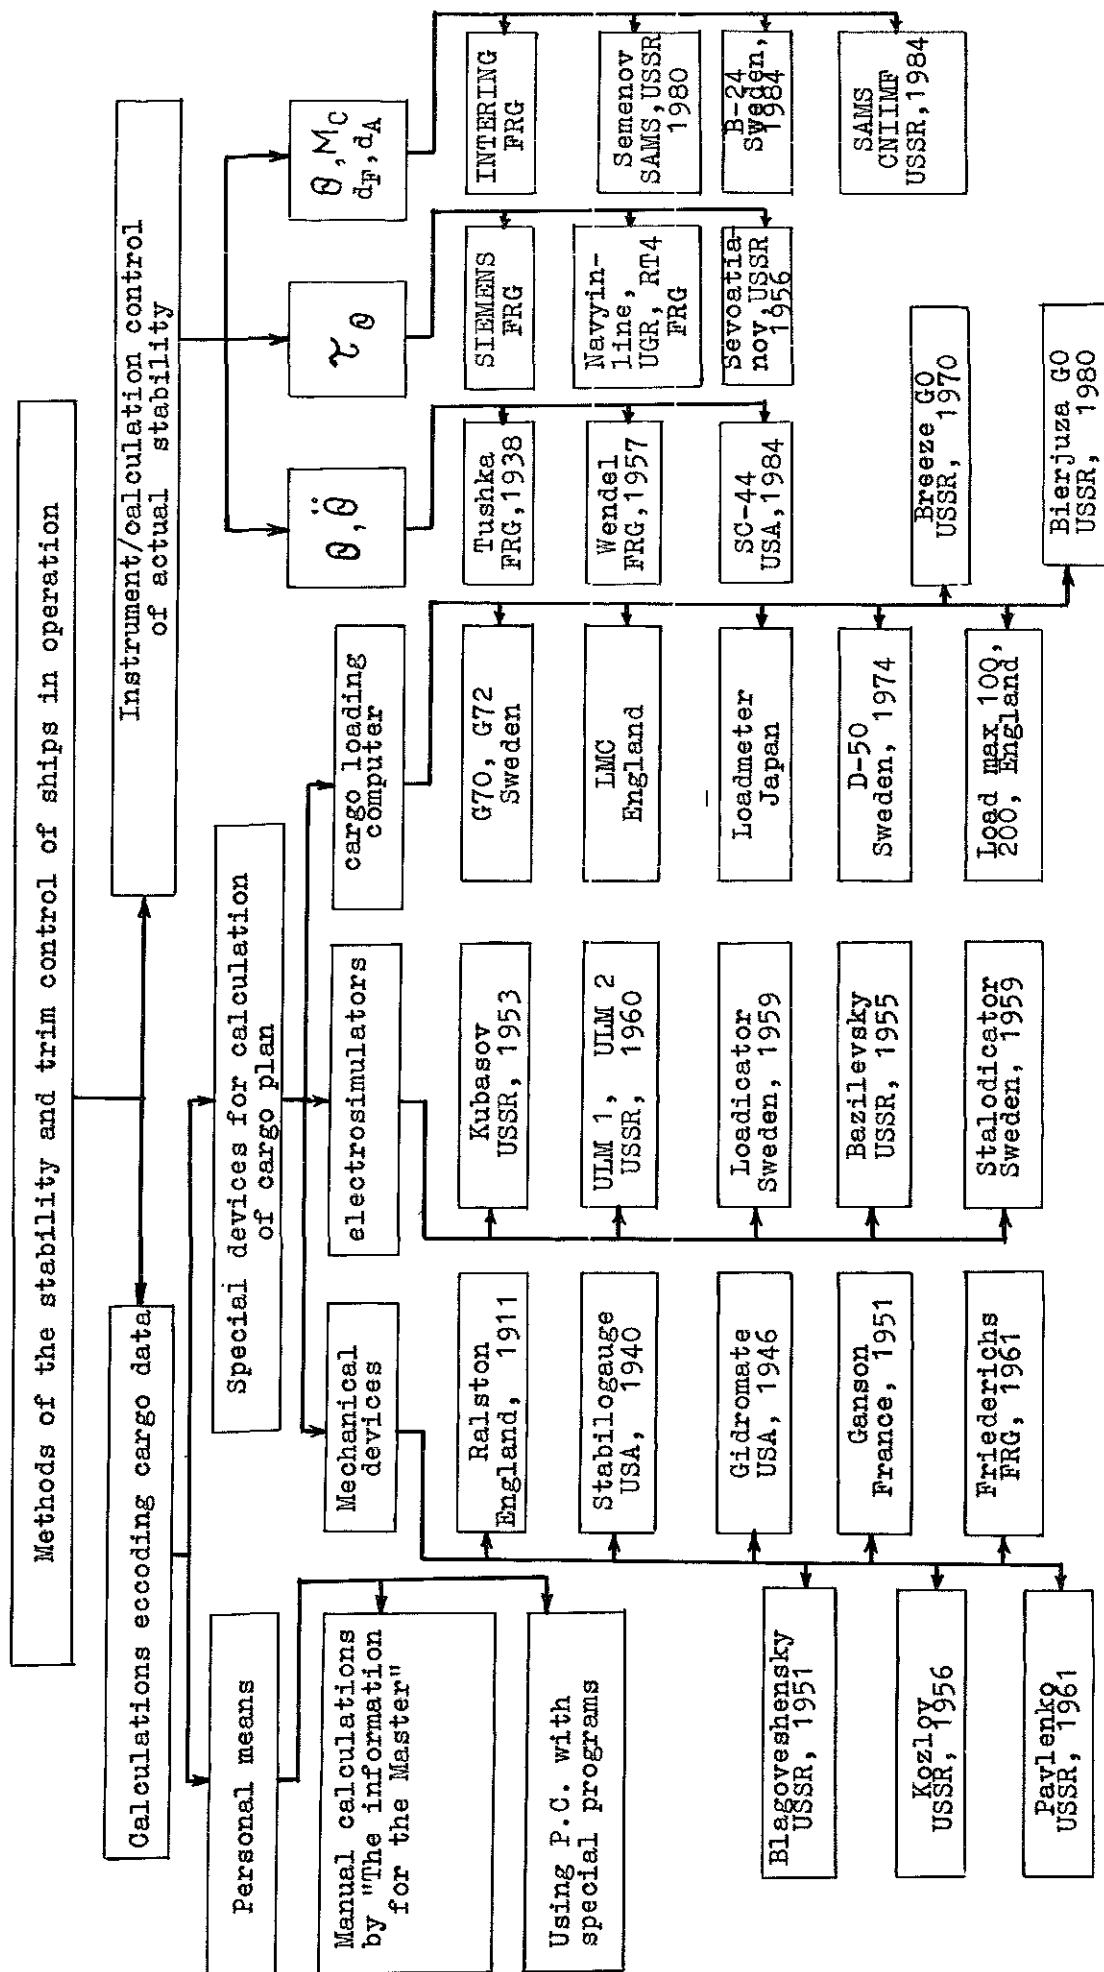 Methods of the stability and trim control of ships in operation
Calculations eccoding cargo data
Instrument/calculation control
of actual stability
Personal means
Special devices for calculation
of cargo plan
Manual calculations
by "The information
for the Master"
Using P.C. with
special programs
Mechanical
devices
electrosimulators
cargo loading
computer
θ, θ̈
τθ
θ, MC
dF, dA
Ralston
England, 1911
Stabilogauge
USA, 1940
Gidromate
USA, 1946
Ganson
France, 1951
Friederichs
FRG, 1961
Blagoveshensky
USSR, 1951
Kozlov
USSR, 1956
Pavlenko
USSR, 1961
Kubasov
USSR, 1953
ULM 1, ULM 2
USSR, 1960
Loadicator
Sweden, 1959
Bazilevsky
USSR, 1955
Stalodicator
Sweden, 1959
G70, G72
Sweden
LMC
England
Loadmeter
Japan
D-50
Sweden, 1974
Load max 100,
200, England
Breeze GO
USSR, 1970
Bierjuza GO
USSR, 1980
Tushka
FRG, 1938
Wendel
FRG, 1957
SC-44
USA, 1984
SIEMENS
FRG
Navyin-
line,
UGR, RT4
FRG
Sevoatia-
nov, USSR
1956
INTERING
FRG
Semenov
SAMS, USSR
1980
B-24
Sweden,
1984
SAMS
CNIIMF
USSR, 1984